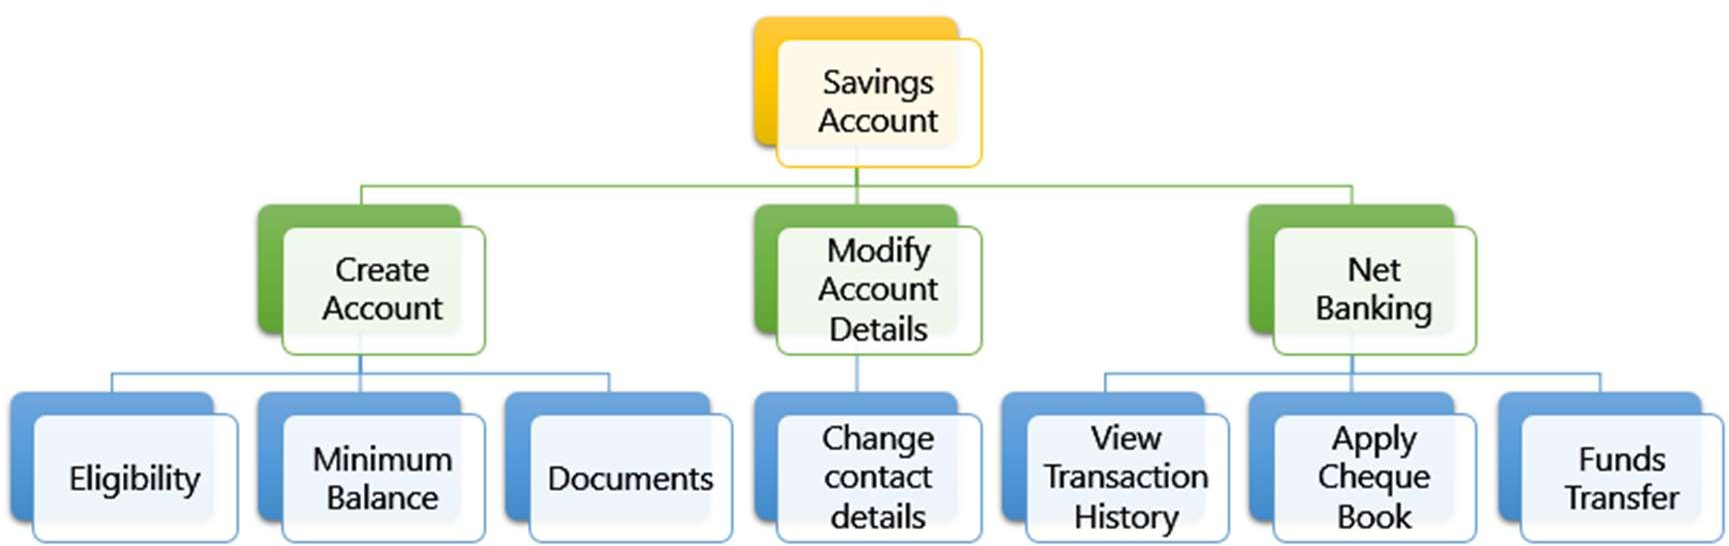 Savings
Account
Create
Account
Modify
Account
Details
Net
Banking
Eligibility
Minimum
Balance
Documents
Change
contact
details
View
Transaction
History
Apply
Cheque
Book
Funds
Transfer